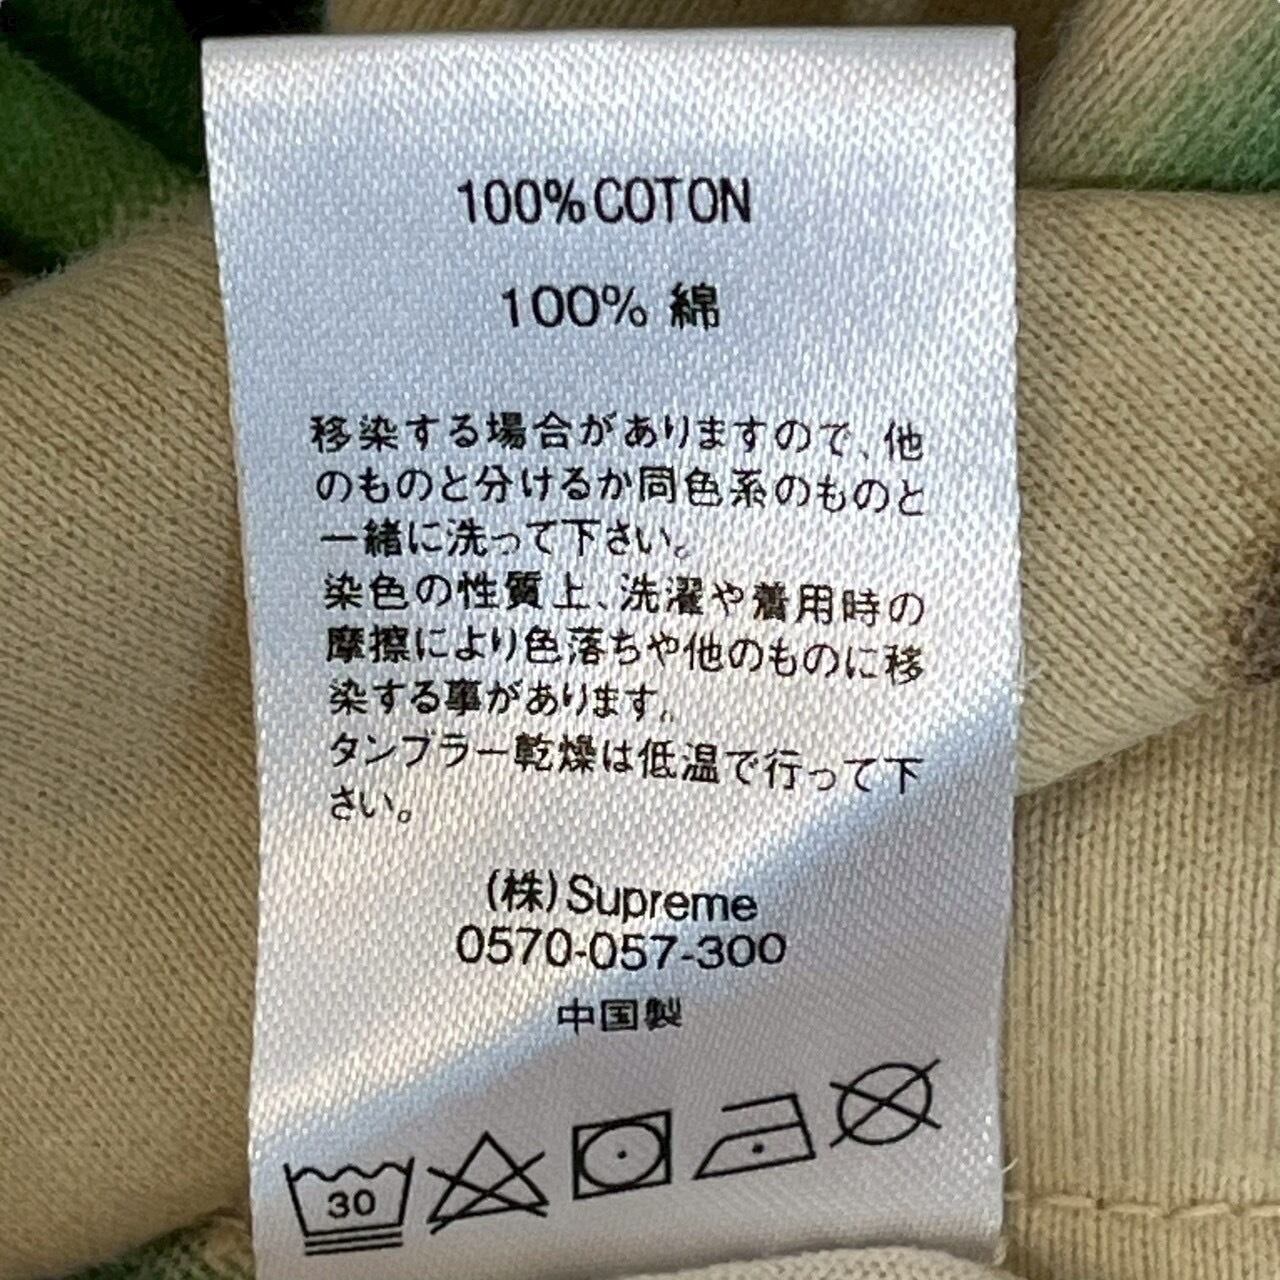 100%COTON
100% 綿
移染する場合がありますので、他
のものと分けるか同色系のものと
一緒に洗って下さい。
染色の性質上、洗濯や着用時の
摩擦により色落ちや他のものに移
染する事があります。
タンブラー乾燥は低温で行って下
さい。
(株)Supreme
0570-057-300
中国製
30